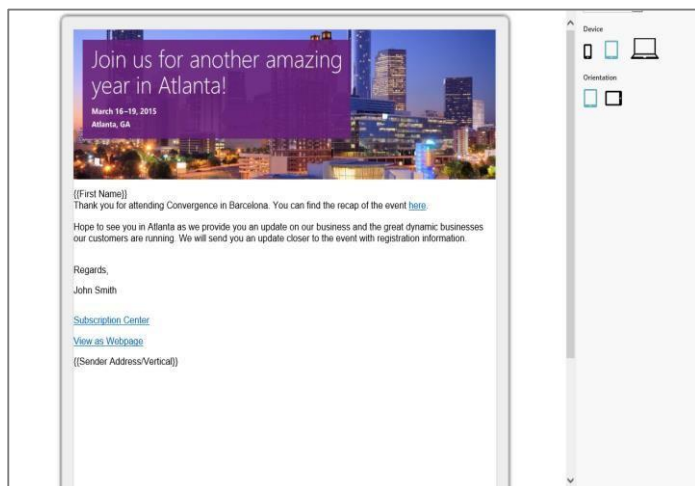 Join us for another amazing
year in Atlanta!
March 16–19, 2015
Atlanta, GA
{{First Name}}
Thank you for attending Convergence in Barcelona. You can find the recap of the event here.
Hope to see you in Atlanta as we provide you an update on our business and the great dynamic businesses
our customers are running. We will send you an update closer to the event with registration information.
Regards,
John Smith
Subscription Center
View as Webpage
{{Sender Address/Vertical}}
Device
Orientation